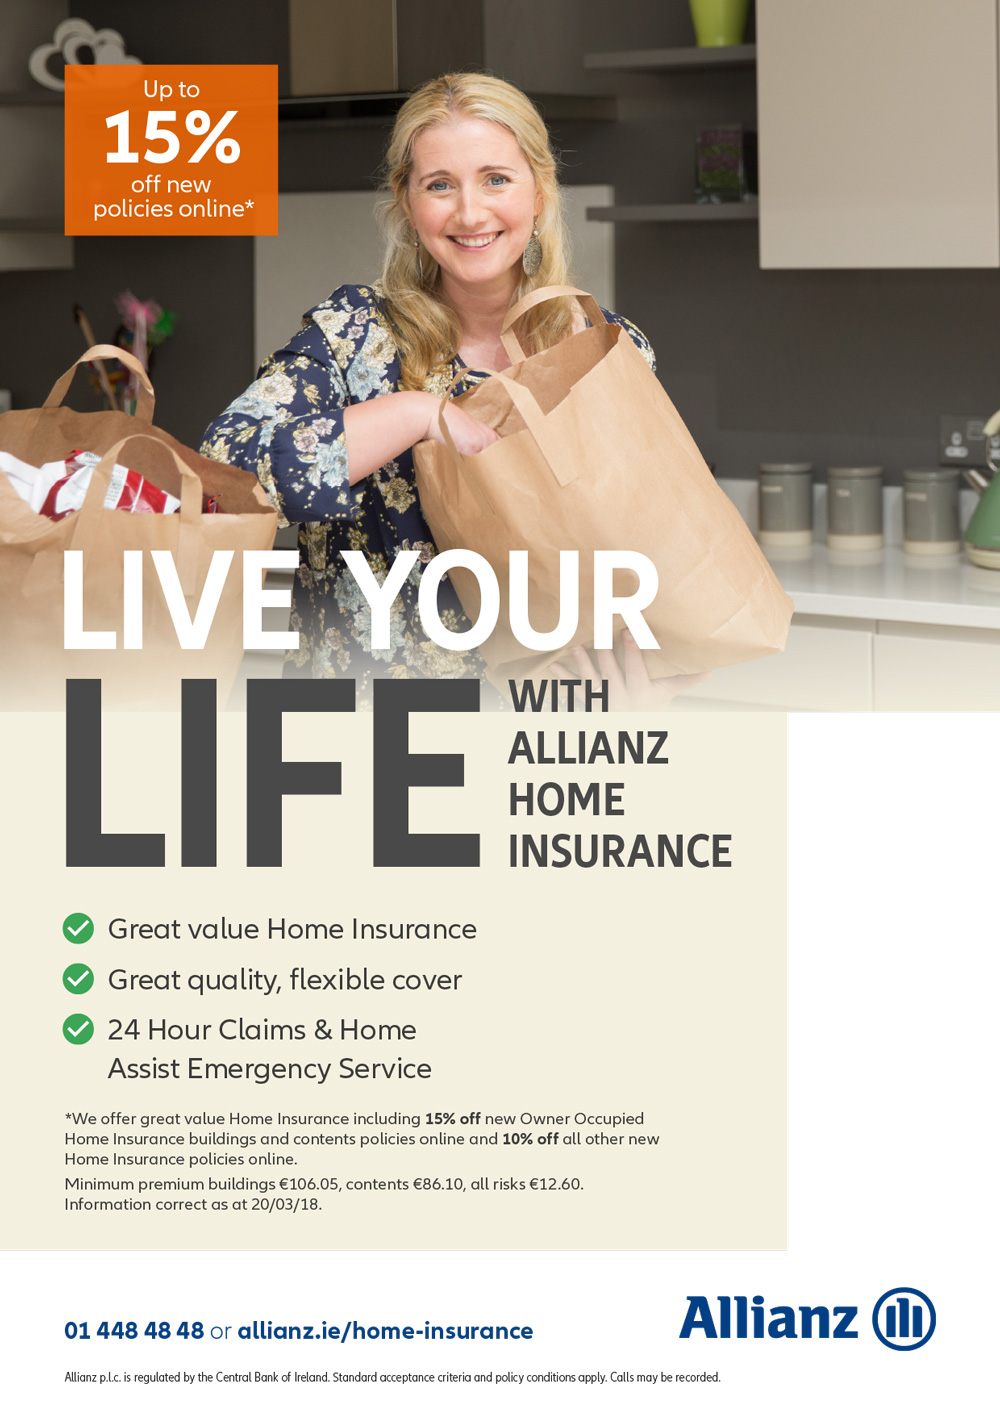 Up to
15%
off new
policies online*
LIVE YOUR
LIFE
WITH
ALLIANZ
HOME
INSURANCE
Great value Home Insurance
Great quality, flexible cover
24 Hour Claims & Home
Assist Emergency Service
*We offer great value Home Insurance including 15% off new Owner Occupied
Home Insurance buildings and contents policies online and 10% off all other new
Home Insurance policies online.
Minimum premium buildings €106.05, contents €86.10, all risks €12.60.
Information correct as at 20/03/18.
01 448 48 48 or allianz.ie/home-insurance
Allianz
Allianz p.l.c. is regulated by the Central Bank of Ireland. Standard acceptance criteria and policy conditions apply. Calls may be recorded.